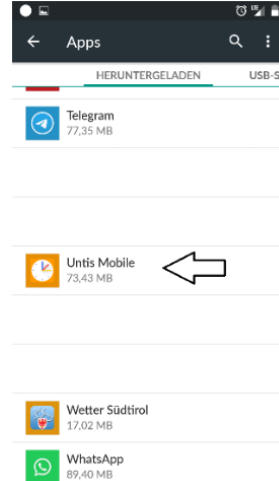 LTE
Apps
HERUNTERGELADEN USB-S
Telegram
77,35 MB
Untis Mobile
73,43 MB
Wetter Südtirol
17,02 MB
WhatsApp
89,40 MB